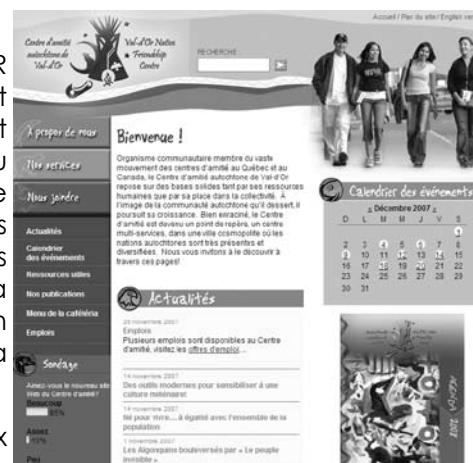 Accueil / Plan du site / English ver
Centre d'amitié
autochtone de
Val-d'Or
Val-d'Or Native
Friendship
Centre
RECHERCHE :
À propos de nous
Nos services
Nous joindre
Actualités
Calendrier
des événements
Ressources utiles
Nos publications
Menu de la cafétéria
Emplois
Sondage
Aimez-vous le nouveau site
Web du Centre d'amitié?
Beaucoup
85%
Assez
Peu
Bienvenue !
Organisme communautaire membre du vaste
mouvement des centres d'amitié au Québec et au
Canada, le Centre d'amitié autochtone de Val-d'Or
repose sur des bases solides tant par ses ressources
humaines que par sa place dans la collectivité. À
l'image de la communauté autochtone qu'il dessert, il
poursuit sa croissance. Bien enraciné, le Centre
d'amitié est devenu un point de repère, un centre
multi-services, dans une ville cosmopolite où les
nations autochtones sont très présentes et
diversifiées. Nous vous invitons à le découvrir à
travers ces pages!
Actualités
novembre 2007
Emplois
Plusieurs emplois sont disponibles au Centre
d'amitié, visitez les offres d'emploi...
14 novembre 2007
Des outils modernes pour sensibiliser à une
culture millénaire!
14 novembre 2007
Né pour vivre... à égalité avec l'ensemble de la
population
1 novembre 2007
Les Algonquins bouleversés par « Le peuple
invisible »
Calendrier des événements
Décembre 2007
D L M M J V S
1
2 3 4 5 6 7 8
9 10 11 12 13 14 15
16 17 18 19 20 21 22
23 24 25 26 27 28 29
30 31
R
t
t
u
e
s
s
a
n
a
x